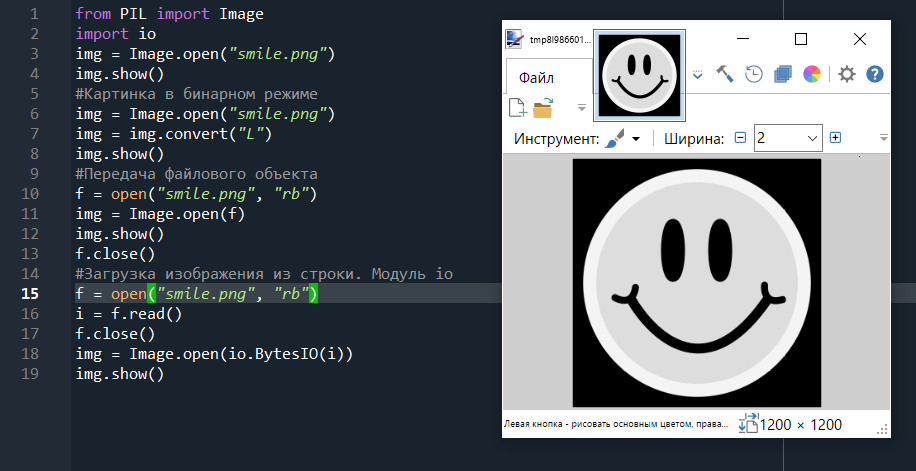 1 from PIL import Image
2 import io
3 img = Image.open("smile.png")
4 img.show()
5 #Картинка в бинарном режиме
6 img = Image.open("smile.png")
7 img = img.convert("L")
8 img.show()
9 #Передача файлового объекта
10 f = open("smile.png", "rb")
11 img = Image.open(f)
12 img.show()
13 f.close()
14 #Загрузка изображения из строки. Модуль io
15 f = open("smile.png", "rb")
16 i = f.read()
17 f.close()
18 img = Image.open(io.BytesIO(i))
19 img.show()
tmp8l986601...
Файл
Инструмент: Ширина: 2
Левая кнопка - рисовать основным цветом, права... 1200 × 1200